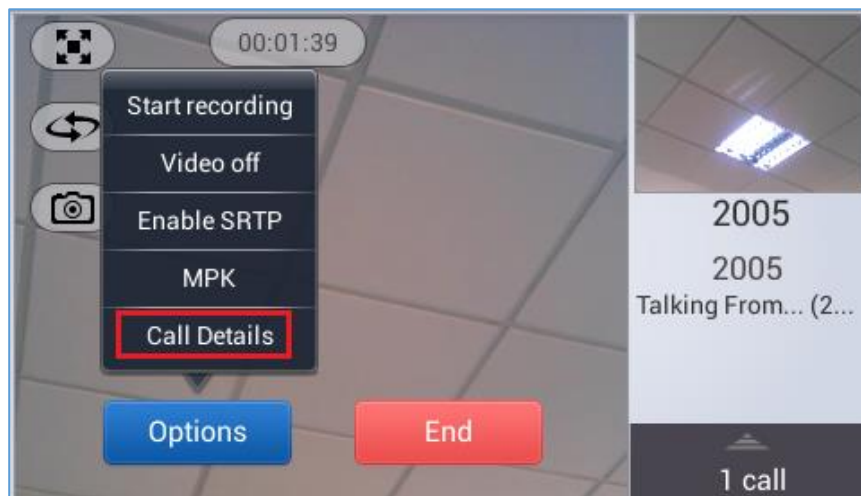 00:01:39
Start recording
Video off
Enable SRTP
MPK
Call Details
Options
End
2005
2005
Talking From... (2...
1 call